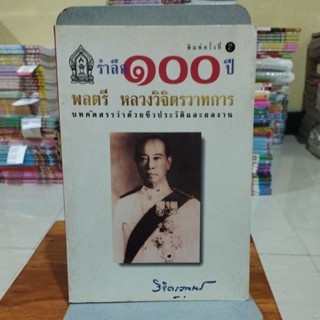 พิมพ์ครั้งที่ ๒
รำลึก ๑๐๐ ปี
พลตรี หลวงวิจิตรวาทการ
บทคัดสรรว่าด้วยชีวประวัติและผลงาน